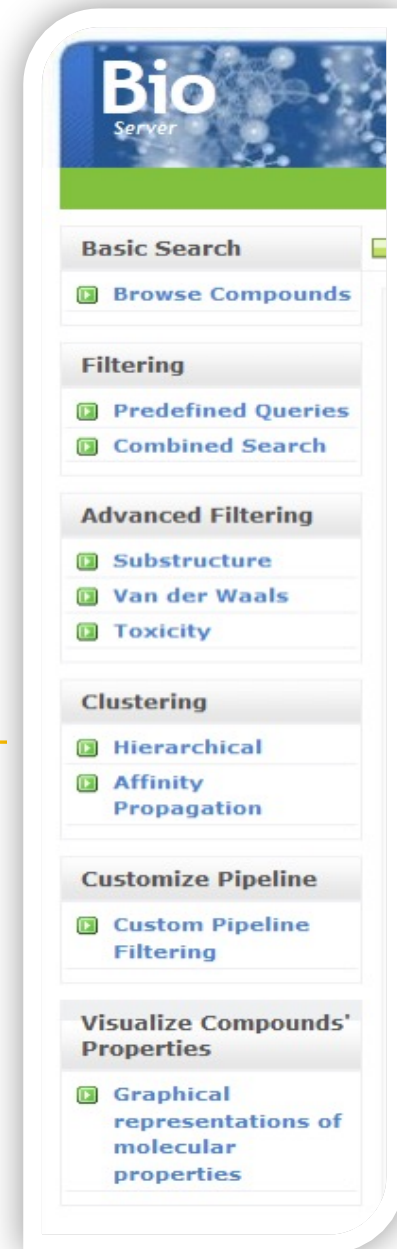 Bio
Server
Basic Search
Browse Compounds
Filtering
Predefined Queries
Combined Search
Advanced Filtering
Substructure
Van der Waals
Toxicity
Clustering
Hierarchical
Affinity
Propagation
Customize Pipeline
Custom Pipeline
Filtering
Visualize Compounds'
Properties
Graphical
representations of
molecular
properties